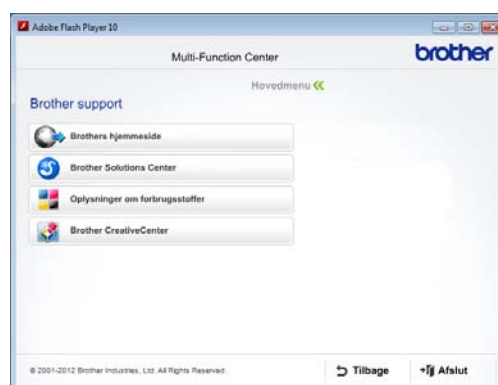 Adobe Flash Player 10
Multi-Function Center
brother
Hovedmenu
Brother support
Brothers hjemmeside
Brother Solutions Center
Oplysninger om forbrugsstoffer
Brother CreativeCenter
© 2001-2012 Brother Industries, Ltd. All Rights Reserved.
Tilbage
Afslut